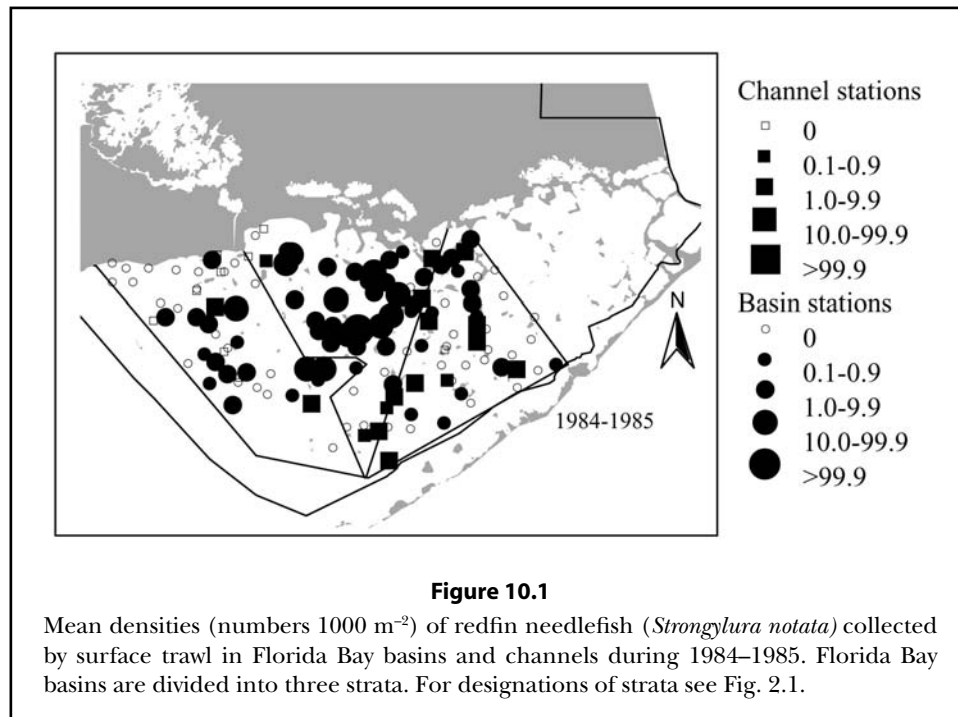 Channel stations
0
0.1-0.9
1.0-9.9
10.0-99.9
>99.9
Basin stations
0
0.1-0.9
1.0-9.9
10.0-99.9
>99.9
N
1984-1985
Figure 10.1
Mean densities (numbers 1000 m⁻²) of redfin needlefish (Strongylura notata) collected
by surface trawl in Florida Bay basins and channels during 1984–1985. Florida Bay
basins are divided into three strata. For designations of strata see Fig. 2.1.